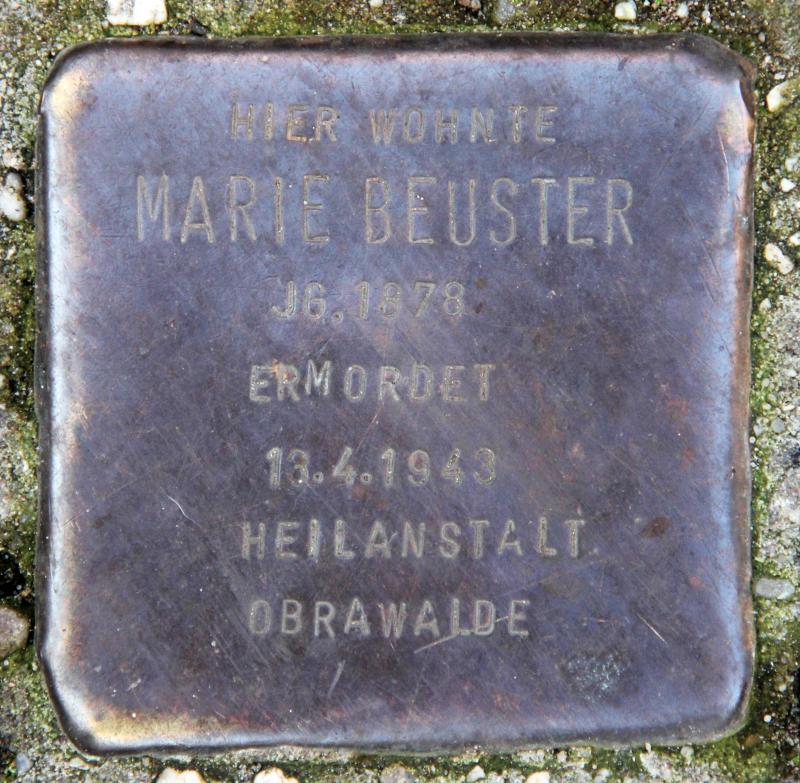 HIER WOHNTE
MARIE BEUSTER
JG. 1878
ERMORDET
13.4.1943
HEILANSTALT
OBRAWALDE